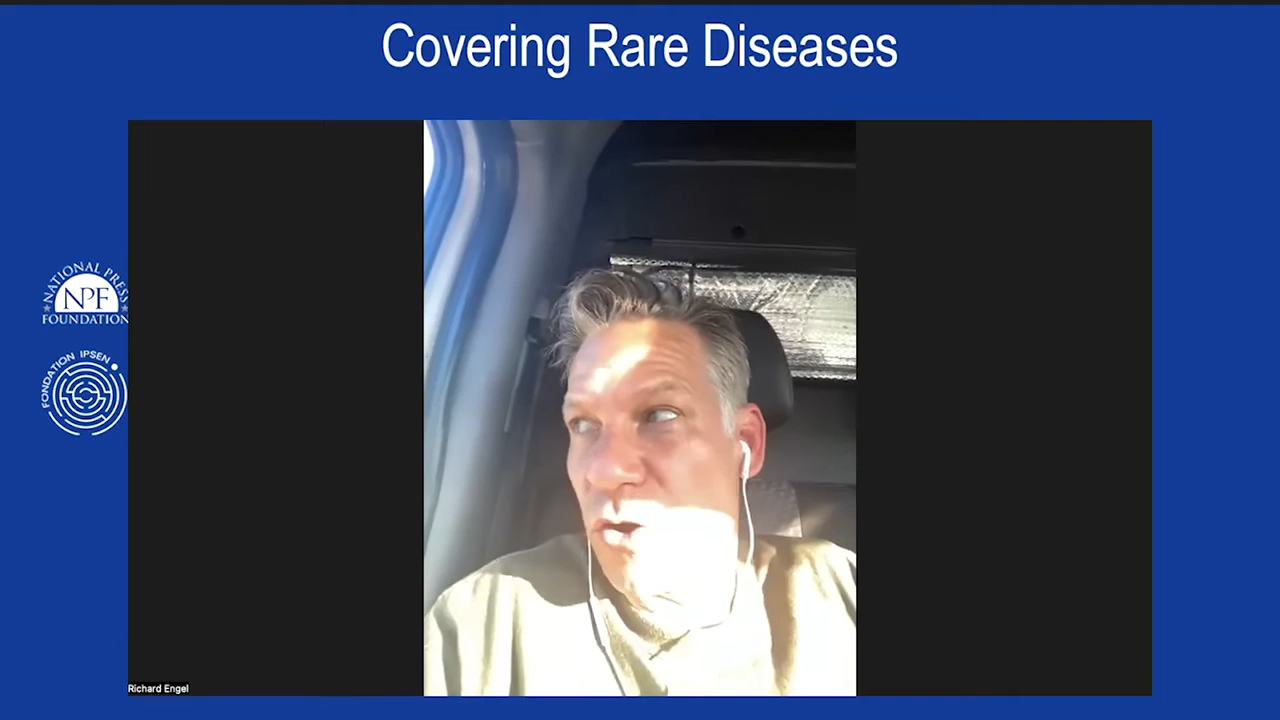 Covering Rare Diseases
NATIONAL PRESS
NPF
FOUNDATION
FONDATION IPSEN
Richard Engel